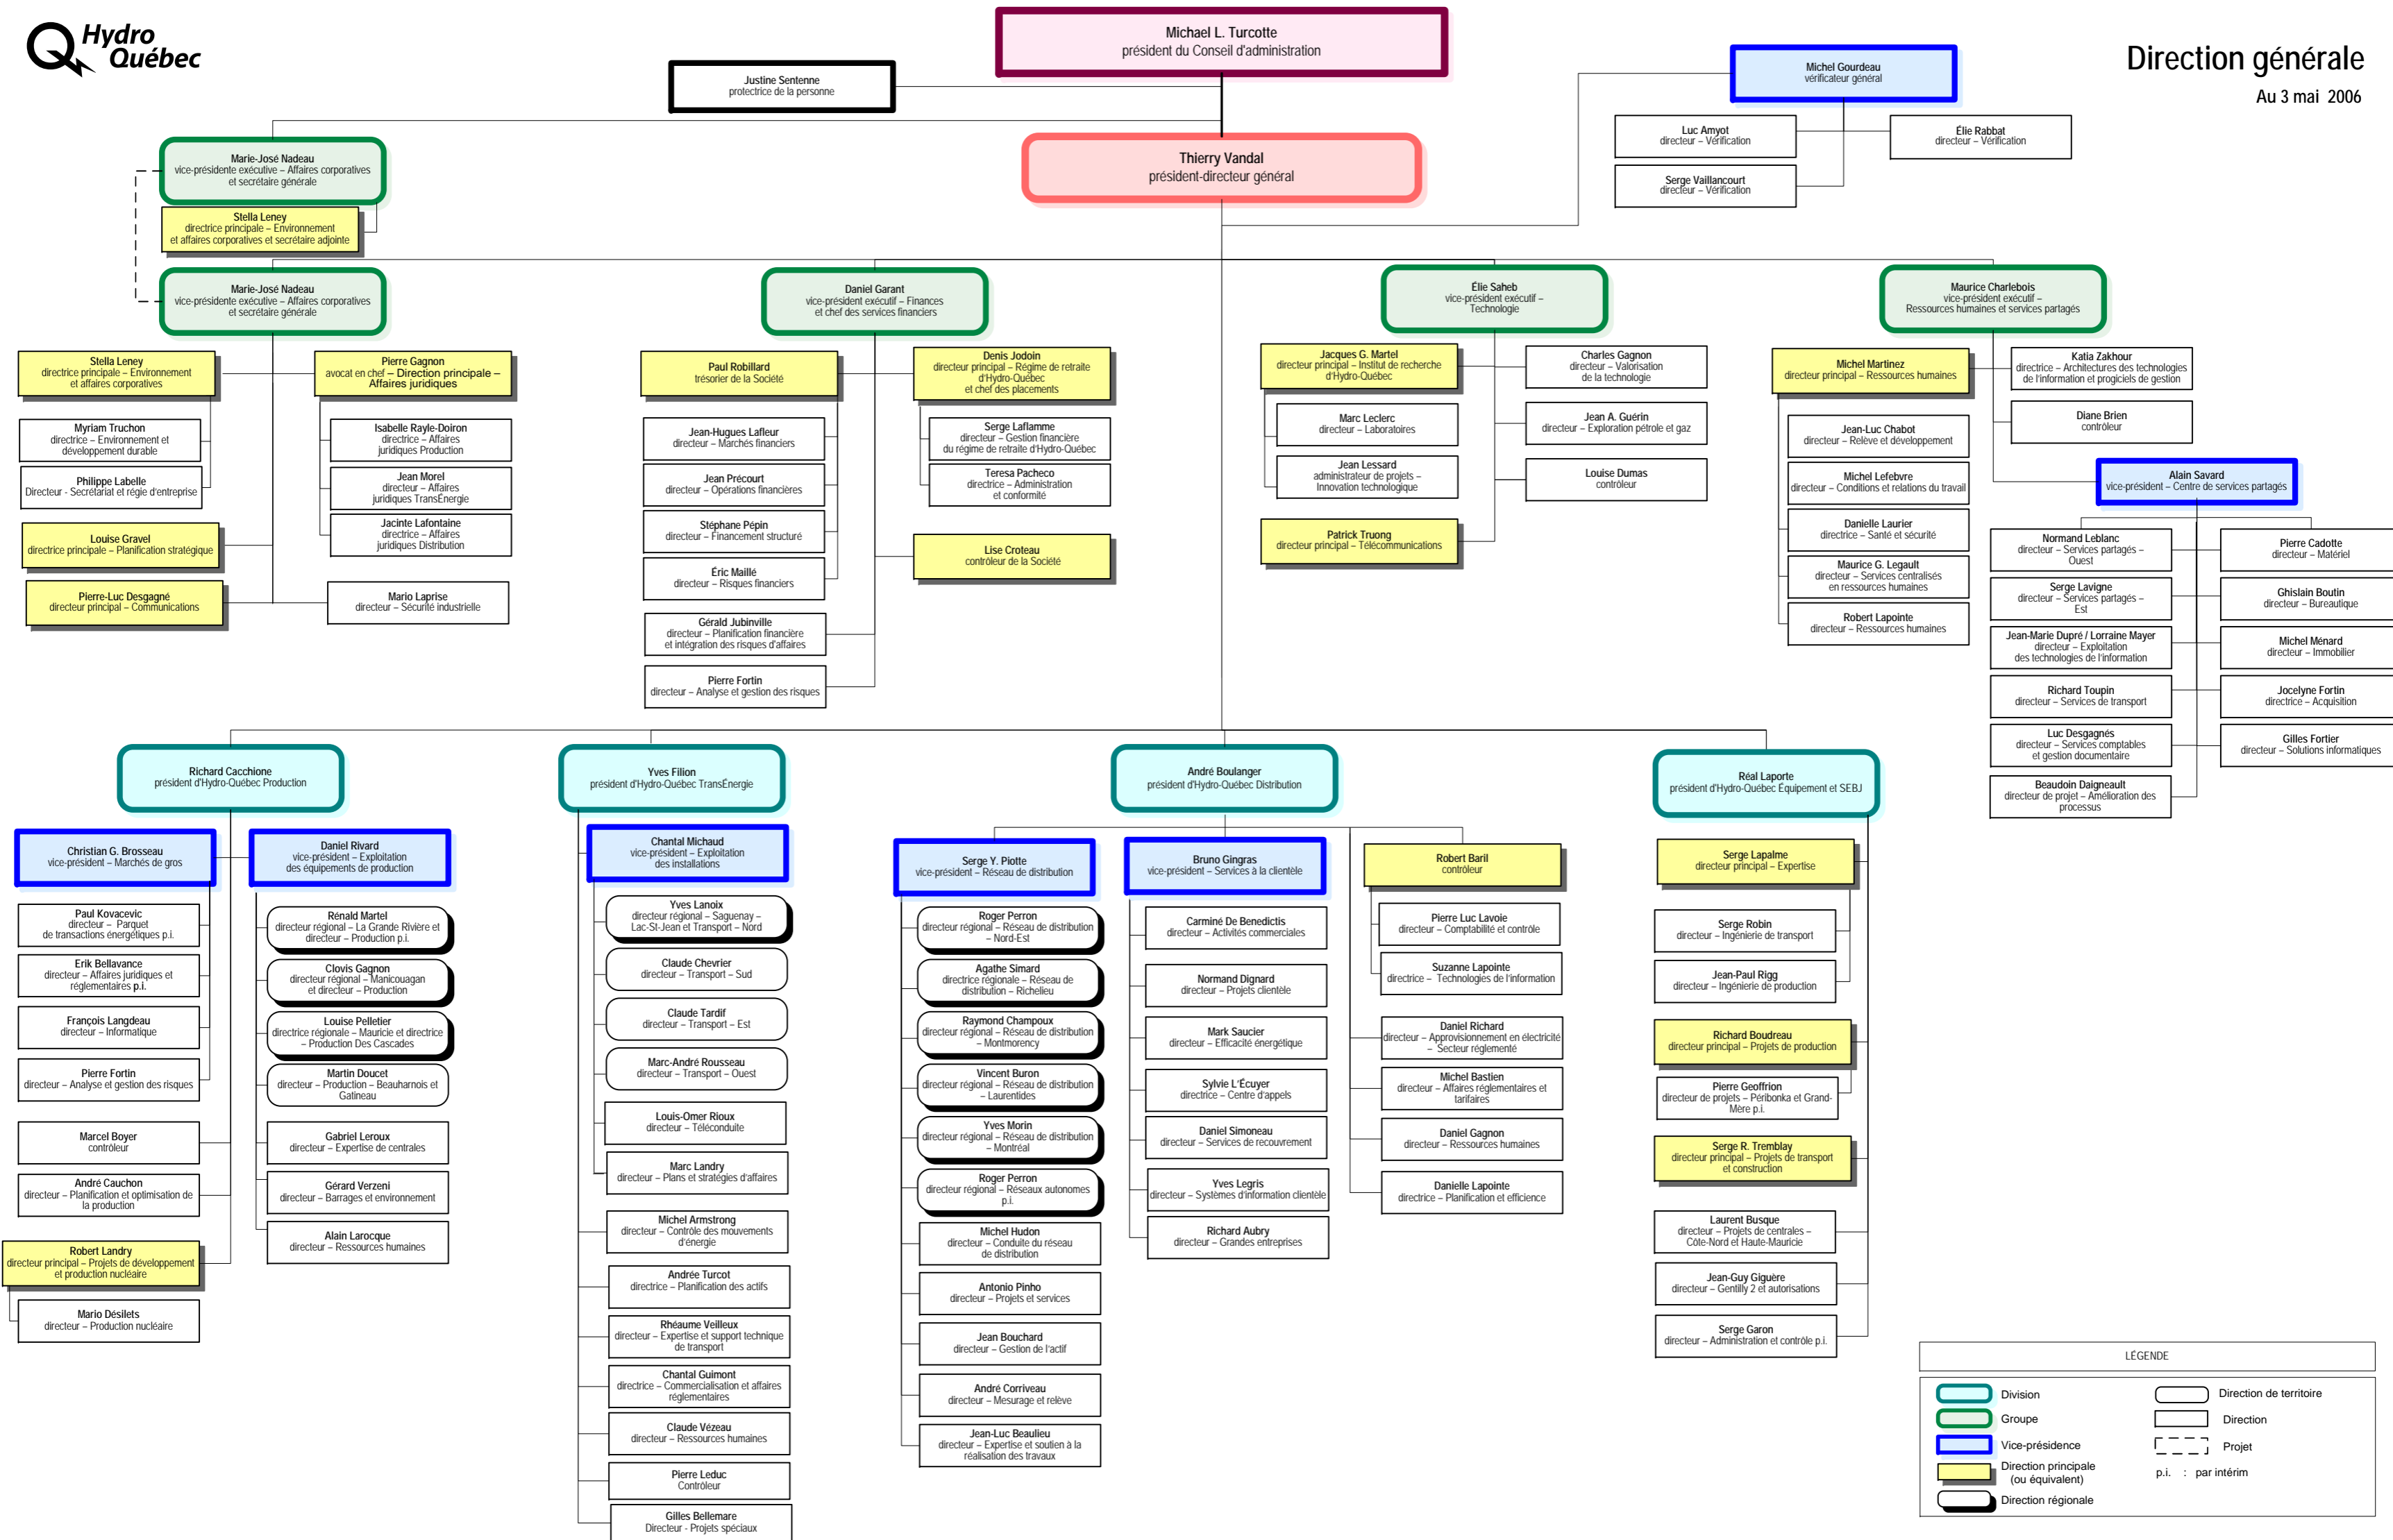 Hydro
Québec
Michael L. Turcotte
président du Conseil d'administration
Justine Sentenne
protectrice de la personne
Michel Gourdeau
vérificateur général
Direction générale
Au 3 mai 2006
Luc Amyot
directeur – Vérification
Élie Rabbat
directeur – Vérification
Serge Vaillancourt
directeur – Vérification
Marie-José Nadeau
vice-présidente exécutive – Affaires corporatives
et secrétaire générale
Thierry Vandal
président-directeur général
Stella Leney
directrice principale – Environnement
et affaires corporatives et secrétaire adjointe
Marie-José Nadeau
vice-présidente exécutive – Affaires corporatives
et secrétaire générale
Daniel Garant
vice-président exécutif – Finances
et chef des services financiers
Élie Saheb
vice-président exécutif –
Technologie
Maurice Charlebois
vice-président exécutif –
Ressources humaines et services partagés
Stella Leney
directrice principale – Environnement
et affaires corporatives
Pierre Gagnon
avocat en chef – Direction principale –
Affaires juridiques
Myriam Truchon
directrice – Environnement et
développement durable
Philippe Labelle
Directeur - Secrétariat et régie d'entreprise
Isabelle Rayle-Doiron
directrice – Affaires
juridiques Production
Jean Morel
directeur – Affaires
juridiques TransÉnergie
Jacinte Lafontaine
directrice – Affaires
juridiques Distribution
Louise Gravel
directrice principale – Planification stratégique
Pierre-Luc Desgagné
directeur principal – Communications
Mario Laprise
directeur – Sécurité industrielle
Paul Robillard
trésorier de la Société
Denis Jodoin
directeur principal – Régime de retraite
d'Hydro-Québec
et chef des placements
Jean-Hugues Lafleur
directeur – Marchés financiers
Jean Précourt
directeur – Opérations financières
Stéphane Pépin
directeur – Financement structuré
Éric Maillé
directeur – Risques financiers
Serge Laflamme
directeur – Gestion financière
du régime de retraite d'Hydro-Québec
Teresa Pacheco
directrice – Administration
et conformité
Lise Croteau
contrôleur de la Société
Gérald Jubinville
directeur – Planification financière
et intégration des risques d'affaires
Pierre Fortin
directeur – Analyse et gestion des risques
Jacques G. Martel
directeur principal – Institut de recherche
d'Hydro-Québec
Charles Gagnon
directeur – Valorisation
de la technologie
Marc Leclerc
directeur – Laboratoires
Jean A. Guérin
directeur – Exploration pétrole et gaz
Jean Lessard
administrateur de projets –
Innovation technologique
Louise Dumas
contrôleur
Patrick Truong
directeur principal – Télécommunications
Michel Martinez
directeur principal – Ressources humaines
Katia Zakhour
directrice – Architectures des technologies
de l'information et progiciels de gestion
Diane Brien
contrôleur
Jean-Luc Chabot
directeur – Relève et développement
Michel Lefebvre
directeur – Conditions et relations du travail
Danielle Laurier
directrice – Santé et sécurité
Maurice G. Legault
directeur – Services centralisés
en ressources humaines
Robert Lapointe
directeur – Ressources humaines
Alain Savard
vice-président – Centre de services partagés
Normand Leblanc
directeur – Services partagés –
Ouest
Pierre Cadotte
directeur – Matériel
Serge Lavigne
directeur – Services partagés –
Est
Ghislain Boutin
directeur – Bureautique
Jean-Marie Dupré / Lorraine Mayer
directeur – Exploitation
des technologies de l'information
Michel Ménard
directeur – Immobilier
Richard Toupin
directeur – Services de transport
Jocelyne Fortin
directrice – Acquisition
Luc Desgagnés
directeur – Services comptables
et gestion documentaire
Gilles Fortier
directeur – Solutions informatiques
Beaudoin Daigneault
directeur de projet – Amélioration des
processus
Richard Cacchione
président d'Hydro-Québec Production
Yves Filion
président d'Hydro-Québec TransÉnergie
André Boulanger
président d'Hydro-Québec Distribution
Réal Laporte
président d'Hydro-Québec Équipement et SEBJ
Christian G. Brosseau
vice-président – Marchés de gros
Daniel Rivard
vice-président – Exploitation
des équipements de production
Paul Kovacevic
directeur – Parquet
de transactions énergétiques p.i.
Erik Bellavance
directeur – Affaires juridiques et
réglementaires p.i.
François Langdeau
directeur – Informatique
Pierre Fortin
directeur – Analyse et gestion des risques
Marcel Boyer
contrôleur
André Cauchon
directeur – Planification et optimisation de
la production
Robert Landry
directeur principal – Projets de développement
et production nucléaire
Mario Désilets
directeur – Production nucléaire
Rénald Martel
directeur régional – La Grande Rivière et
directeur – Production p.i.
Clovis Gagnon
directeur régional – Manicouagan
et directeur – Production
Louise Pelletier
directrice régionale – Mauricie et directrice
– Production Des Cascades
Martin Doucet
directeur – Production – Beauharnois et
Gatineau
Gabriel Leroux
directeur – Expertise de centrales
Gérard Verzeni
directeur – Barrages et environnement
Alain Larocque
directeur – Ressources humaines
Chantal Michaud
vice-président – Exploitation
des installations
Yves Lanoix
directeur régional – Saguenay –
Lac-St-Jean et Transport – Nord
Claude Chevrier
directeur – Transport – Sud
Claude Tardif
directeur – Transport – Est
Marc-André Rousseau
directeur – Transport – Ouest
Louis-Omer Rioux
directeur – Téléconduite
Marc Landry
directeur – Plans et stratégies d'affaires
Michel Armstrong
directeur – Contrôle des mouvements
d'énergie
Andrée Turcot
directrice – Planification des actifs
Rhéaume Veilleux
directeur – Expertise et support technique
de transport
Chantal Guimont
directrice – Commercialisation et affaires
réglementaires
Claude Vézeau
directeur – Ressources humaines
Pierre Leduc
Contrôleur
Gilles Bellemare
Directeur - Projets spéciaux
Serge Y. Piotte
vice-président – Réseau de distribution
Roger Perron
directeur régional – Réseau de distribution
– Nord-Est
Agathe Simard
directrice régionale – Réseau de
distribution – Richelieu
Raymond Champoux
directeur régional – Réseau de distribution
– Montmorency
Vincent Buron
directeur régional – Réseau de distribution
– Laurentides
Yves Morin
directeur régional – Réseau de distribution
– Montréal
Roger Perron
directeur régional – Réseaux autonomes
p.i.
Michel Hudon
directeur – Conduite du réseau
de distribution
Antonio Pinho
directeur – Projets et services
Jean Bouchard
directeur – Gestion de l'actif
André Corriveau
directeur – Mesurage et relève
Jean-Luc Beaulieu
directeur – Expertise et soutien à la
réalisation des travaux
Bruno Gingras
vice-président – Services à la clientèle
Carminé De Benedictis
directeur – Activités commerciales
Normand Dignard
directeur – Projets clientèle
Mark Saucier
directeur – Efficacité énergétique
Sylvie L'Écuyer
directrice – Centre d'appels
Daniel Simoneau
directeur – Services de recouvrement
Yves Legris
directeur – Systèmes d'information clientèle
Richard Aubry
directeur – Grandes entreprises
Robert Baril
contrôleur
Pierre Luc Lavoie
directeur – Comptabilité et contrôle
Suzanne Lapointe
directrice – Technologies de l'information
Daniel Richard
directeur – Approvisionnement en électricité
– Secteur réglementé
Michel Bastien
directeur – Affaires réglementaires et
tarifaires
Daniel Gagnon
directeur – Ressources humaines
Danielle Lapointe
directrice – Planification et efficience
Serge Lapalme
directeur principal – Expertise
Serge Robin
directeur – Ingénierie de transport
Jean-Paul Rigg
directeur – Ingénierie de production
Richard Boudreau
directeur principal – Projets de production
Pierre Geoffrion
directeur de projets – Péribonka et Grand-
Mère p.i.
Serge R. Tremblay
directeur principal – Projets de transport
et construction
Laurent Busque
directeur – Projets de centrales –
Côte-Nord et Haute-Mauricie
Jean-Guy Giguère
directeur – Gentilly 2 et autorisations
Serge Garon
directeur – Administration et contrôle p.i.
LÉGENDE
Division
Groupe
Vice-présidence
Direction principale
(ou équivalent)
Direction régionale
Direction de territoire
Direction
Projet
p.i. : par intérim